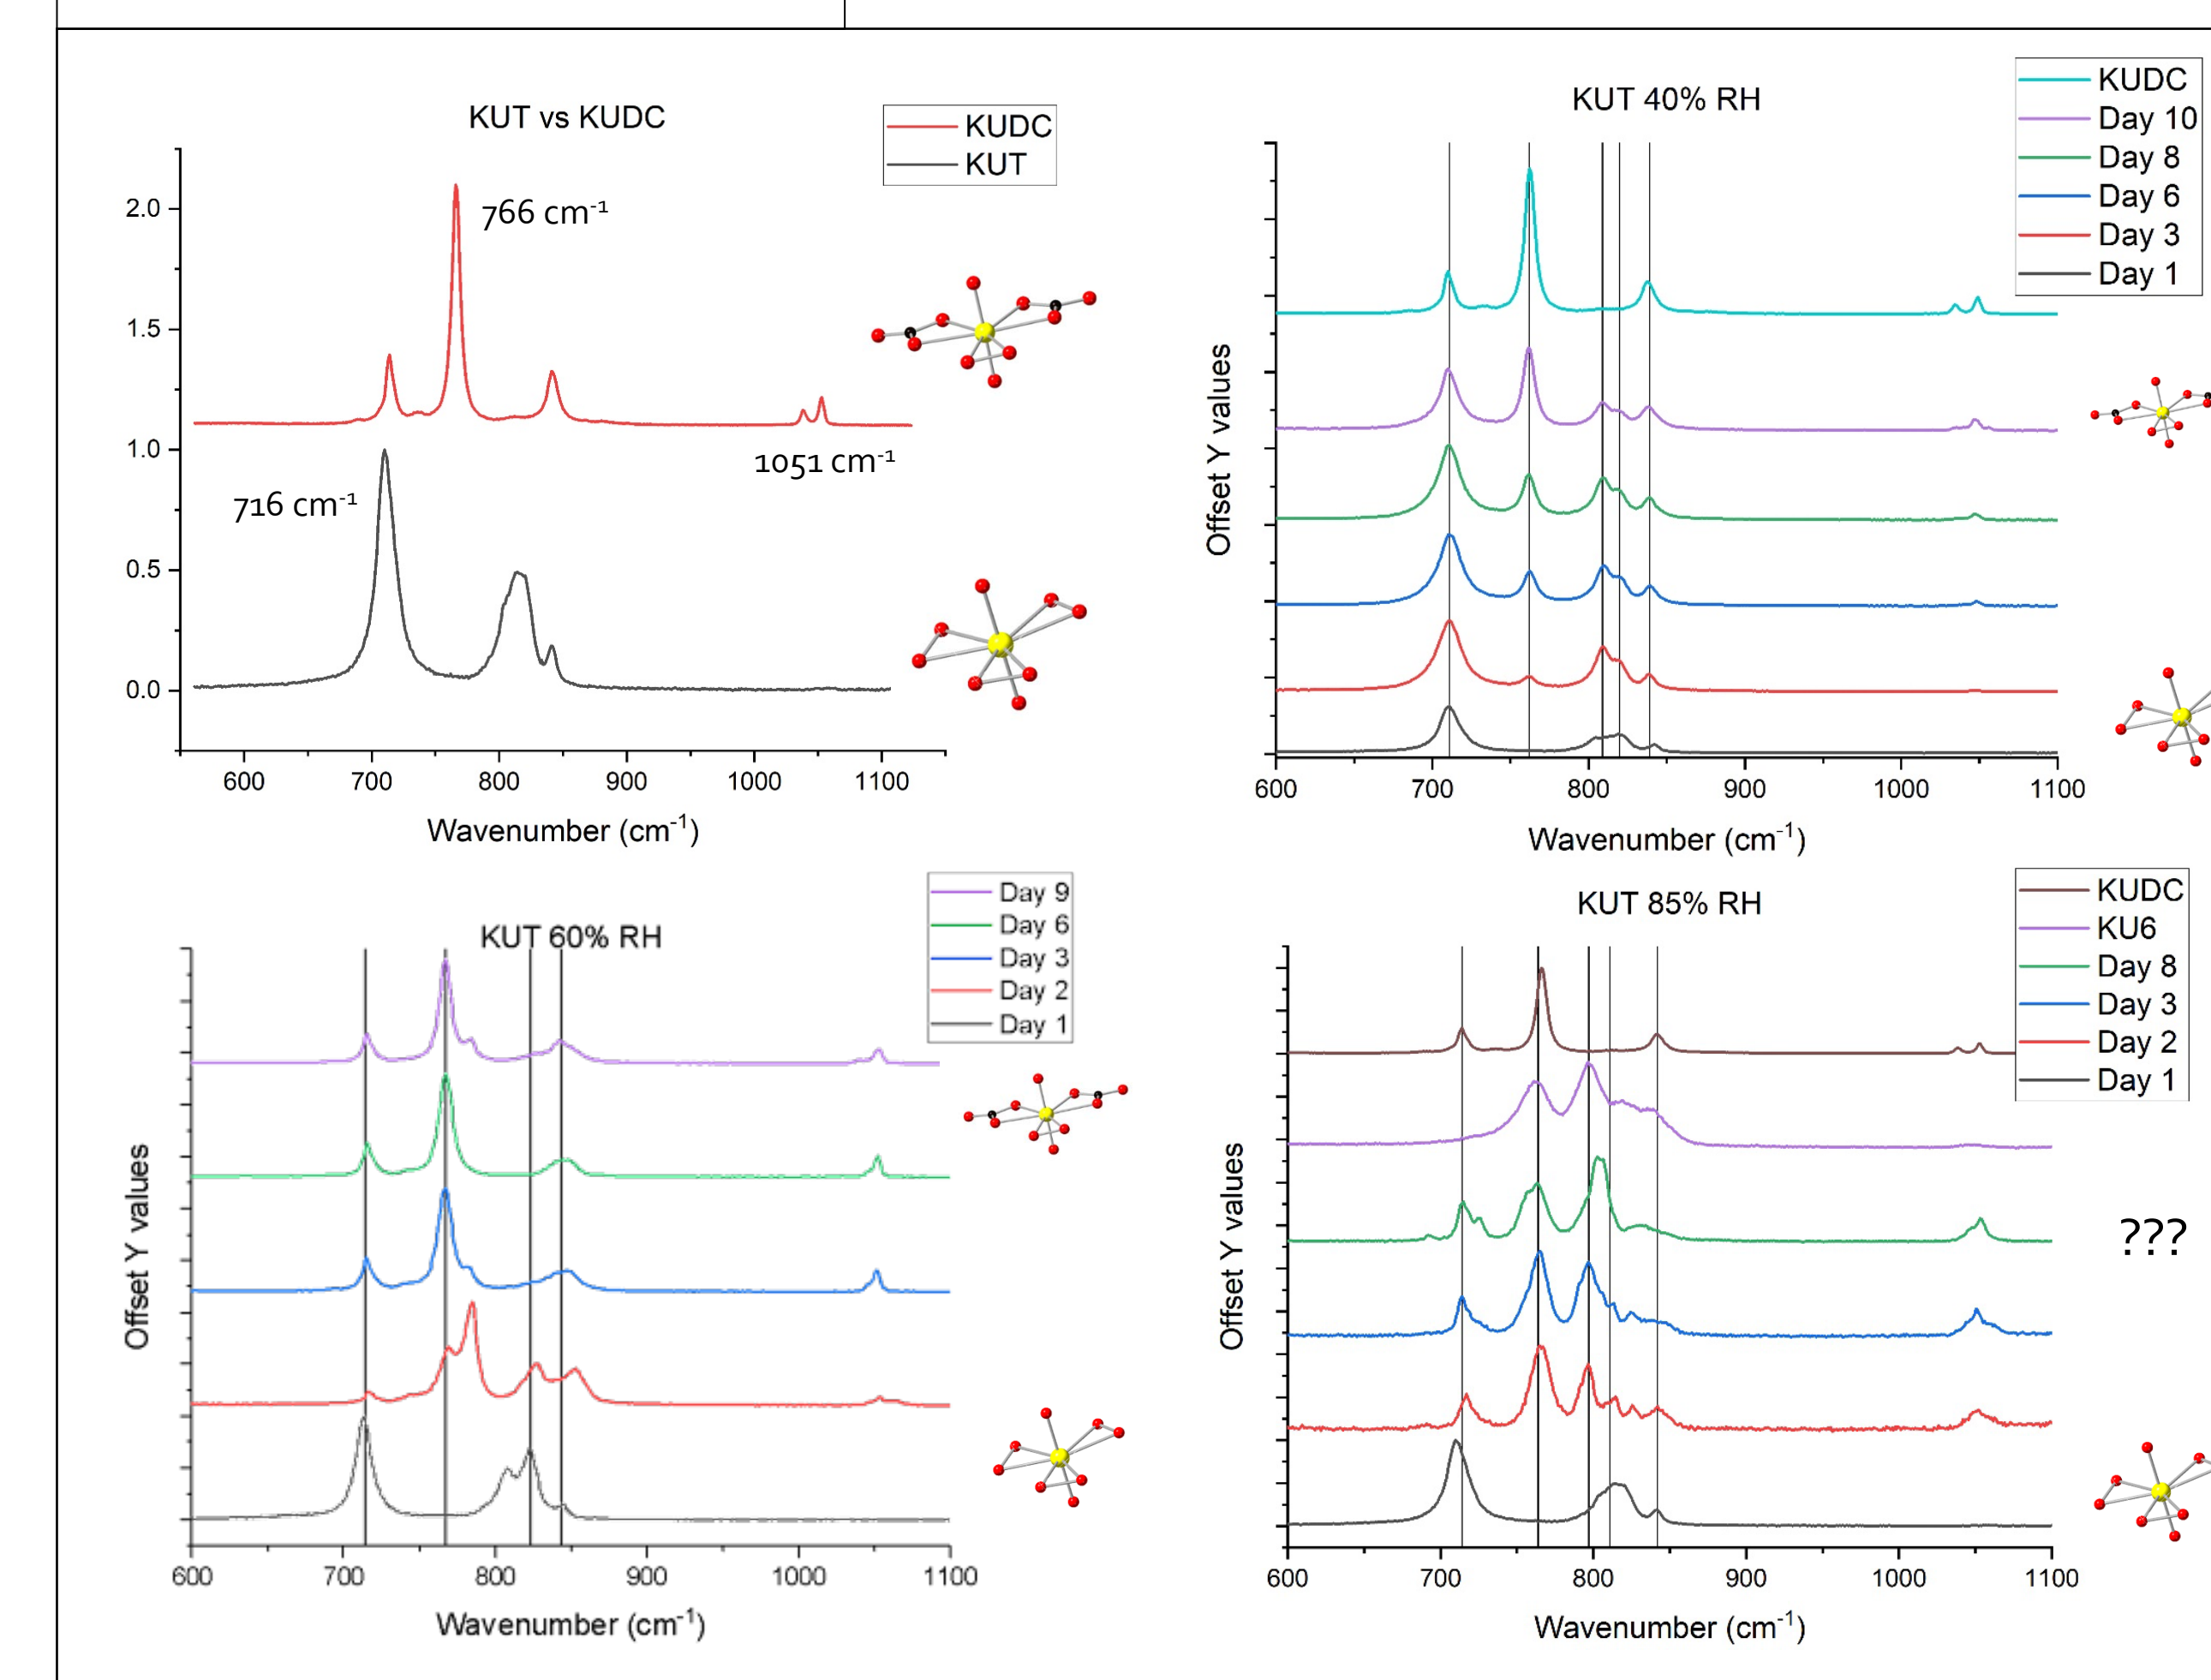 KUT vs KUDC
KUDC
KUT
766 cm⁻¹
1051 cm⁻¹
716 cm⁻¹
2.0
1.5
1.0
0.5
0.0
600 700 800 900 1000 1100
Wavenumber (cm⁻¹)
KUT 40% RH
KUDC
Day 10
Day 8
Day 6
Day 3
Day 1
Offset Y values
600 700 800 900 1000 1100
Wavenumber (cm⁻¹)
KUT 60% RH
Day 9
Day 6
Day 3
Day 2
Day 1
Offset Y values
600 700 800 900 1000 1100
Wavenumber (cm⁻¹)
KUT 85% RH
KUDC
KU6
Day 8
Day 3
Day 2
Day 1
Offset Y values
???
600 700 800 900 1000 1100
Wavenumber (cm⁻¹)